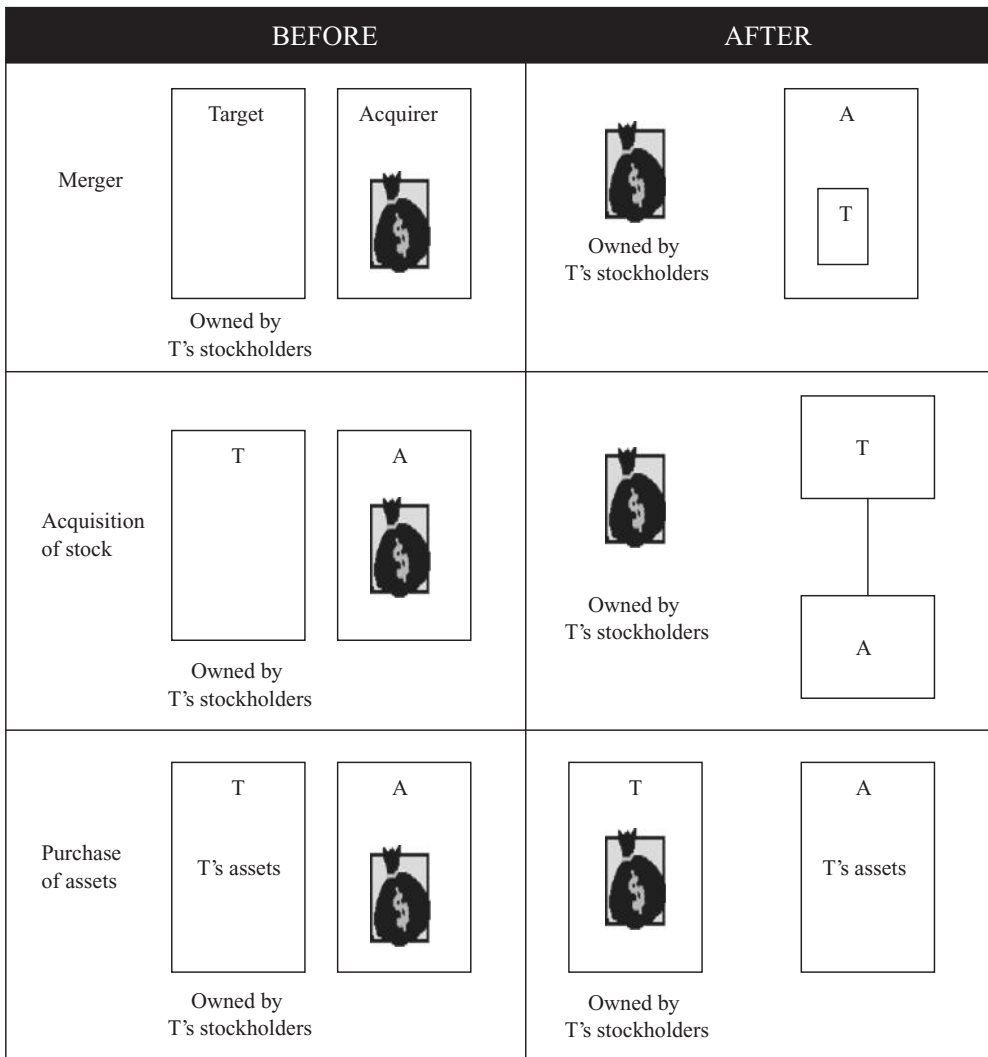 BEFORE
AFTER
Merger
Target
Acquirer
$
Owned by
T's stockholders
$
Owned by
T's stockholders
A
T
Acquisition
of stock
T
A
$
Owned by
T's stockholders
$
Owned by
T's stockholders
T
A
Purchase
of assets
T
T's assets
A
$
Owned by
T's stockholders
T
$
Owned by
T's stockholders
A
T's assets